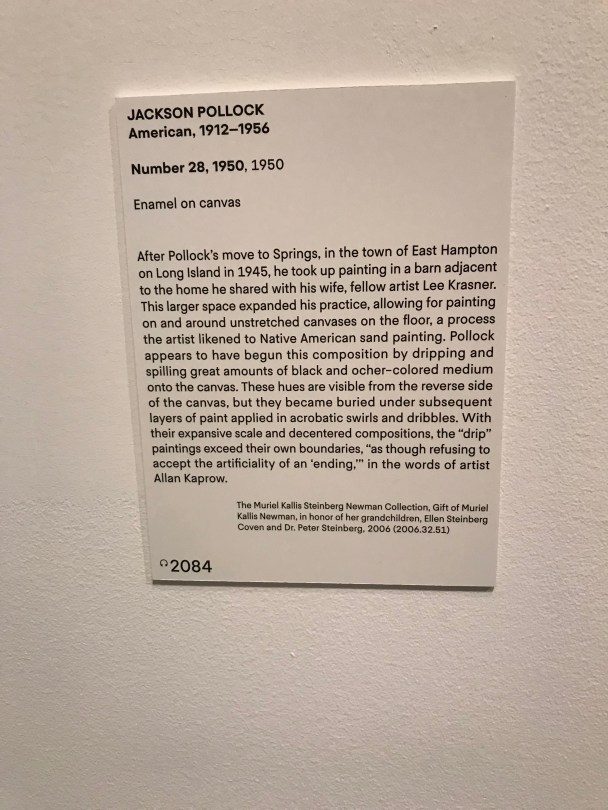 JACKSON POLLOCK
American, 1912–1956
Number 28, 1950, 1950
Enamel on canvas
After Pollock's move to Springs, in the town of East Hampton
on Long Island in 1945, he took up painting in a barn adjacent
to the home he shared with his wife, fellow artist Lee Krasner.
This larger space expanded his practice, allowing for painting
on and around unstretched canvases on the floor, a process
the artist likened to Native American sand painting. Pollock
appears to have begun this composition by dripping and
spilling great amounts of black and ocher-colored medium
onto the canvas. These hues are visible from the reverse side
of the canvas, but they became buried under subsequent
layers of paint applied in acrobatic swirls and dribbles. With
their expansive scale and decentered compositions, the “drip”
paintings exceed their own boundaries, “as though refusing to
accept the artificiality of an ‘ending,’” in the words of artist
Allan Kaprow.
The Muriel Kallis Steinberg Newman Collection, Gift of Muriel
Kallis Newman, in honor of her grandchildren, Ellen Steinberg
Coven and Dr. Peter Steinberg, 2006 (2006.32.51)
2084